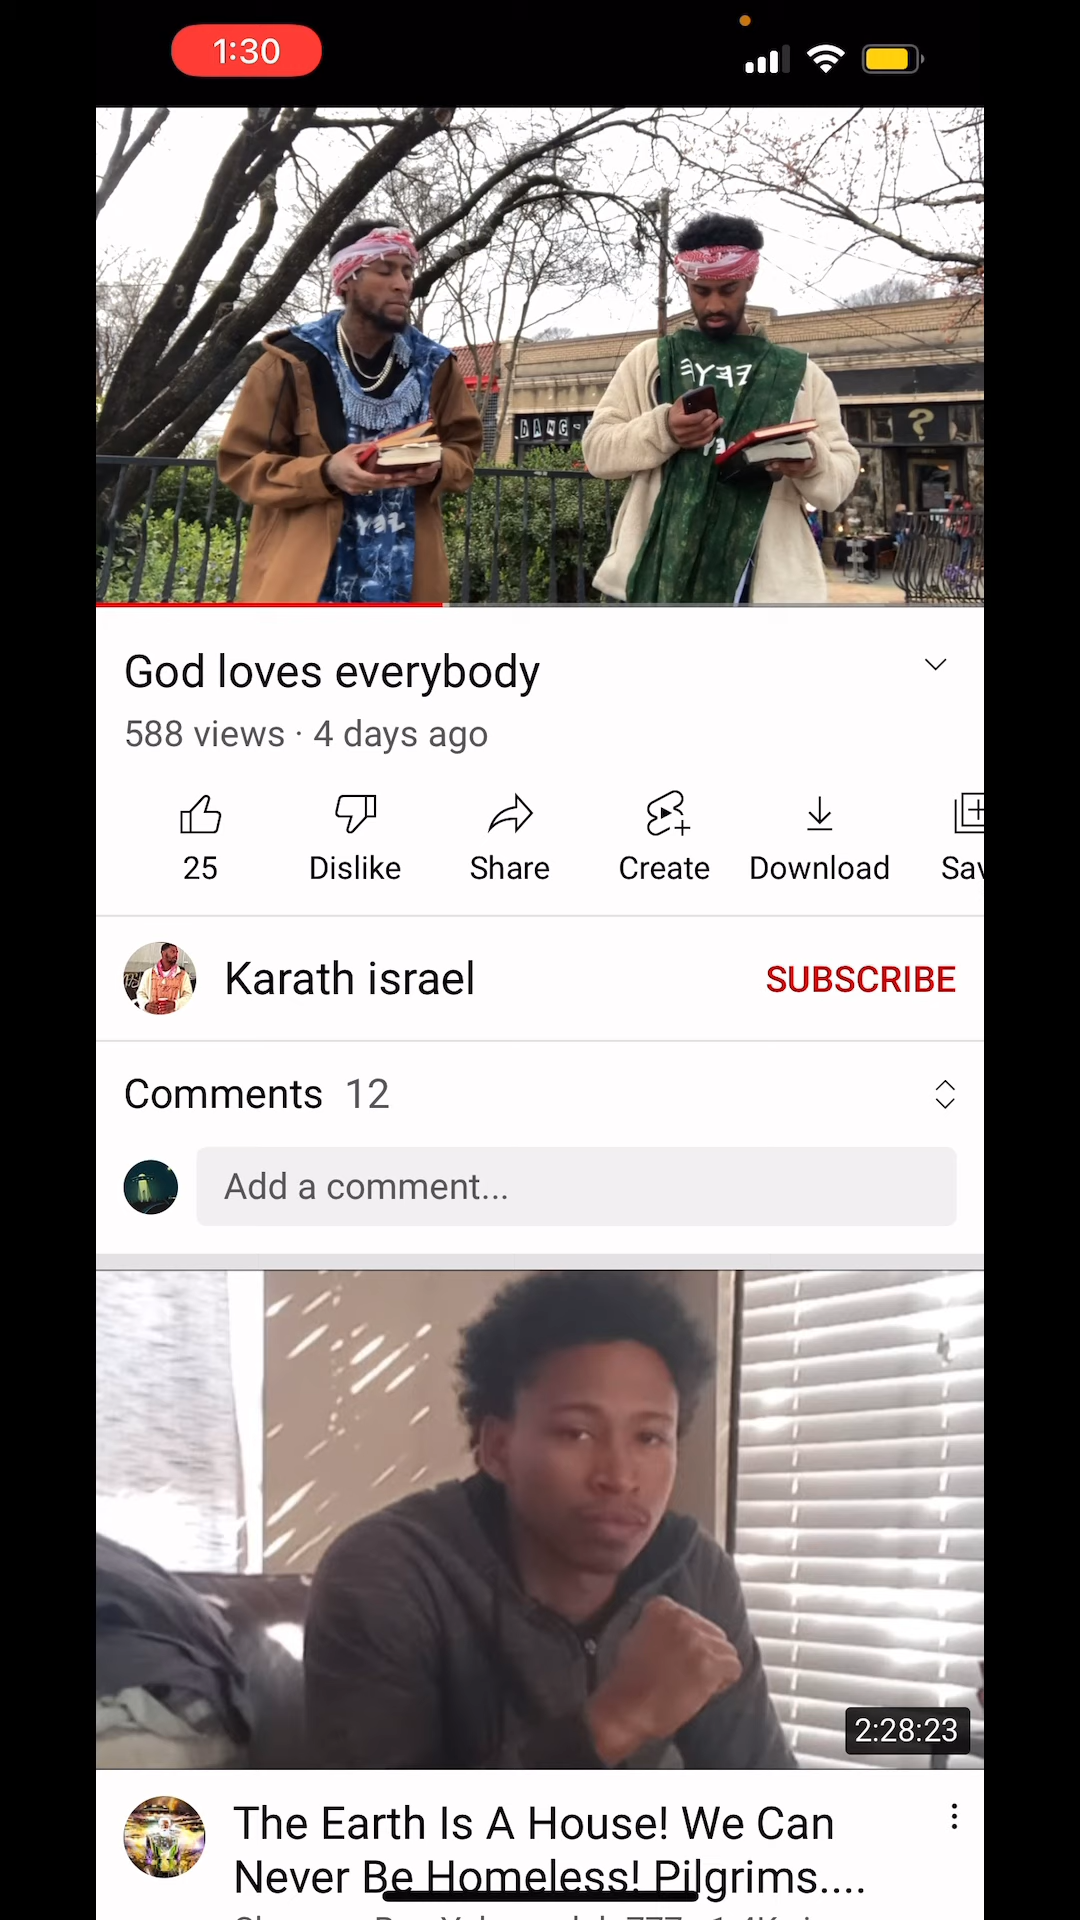 1:30
BANG-
?
God loves everybody
588 views · 4 days ago
25 Dislike Share Create Download
Karath israel SUBSCRIBE
Comments 12
Add a comment...
2:28:23
The Earth Is A House! We Can
Never Be Homeless! Pilgrims....